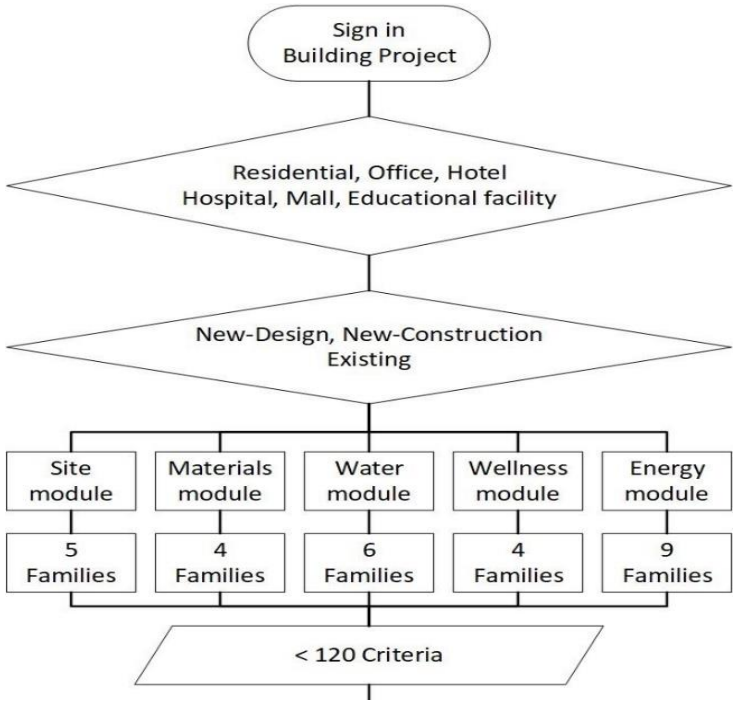 Sign in
Building Project
Residential, Office, Hotel
Hospital, Mall, Educational facility
New-Design, New-Construction
Existing
Site
module
Materials
module
Water
module
Wellness
module
Energy
module
5
Families
4
Families
6
Families
4
Families
9
Families
< 120 Criteria